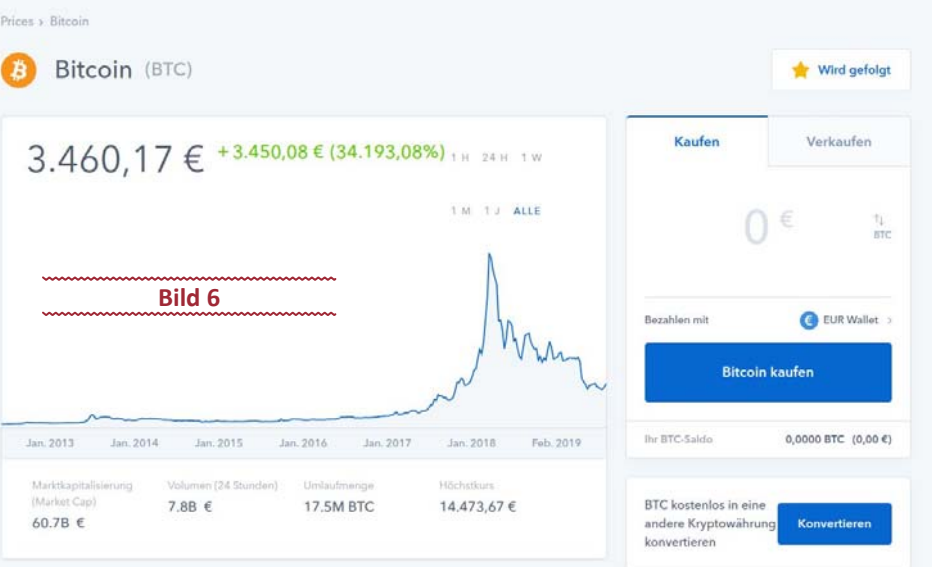 Prices › Bitcoin
Bitcoin (BTC)
Wird gefolgt
3.460,17 € +3.450,08 € (34.193,08%) 1 H 24 H 1 W
1 M 1 J ALLE
Bild 6
Jan. 2013 Jan. 2014 Jan. 2015 Jan. 2016 Jan. 2017 Jan. 2018 Feb. 2019
Marktkapitalisierung
(Market Cap)
60.7B €
Volumen (24 Stunden)
7.8B €
Umlaufmenge
17.5M BTC
Höchstkurs
14.473,67 €
Kaufen Verkaufen
0 €
BTC
Bezahlen mit EUR Wallet ›
Bitcoin kaufen
Ihr BTC-Saldo 0,0000 BTC (0,00 €)
BTC kostenlos in eine
andere Kryptowährung
konvertieren
Konvertieren